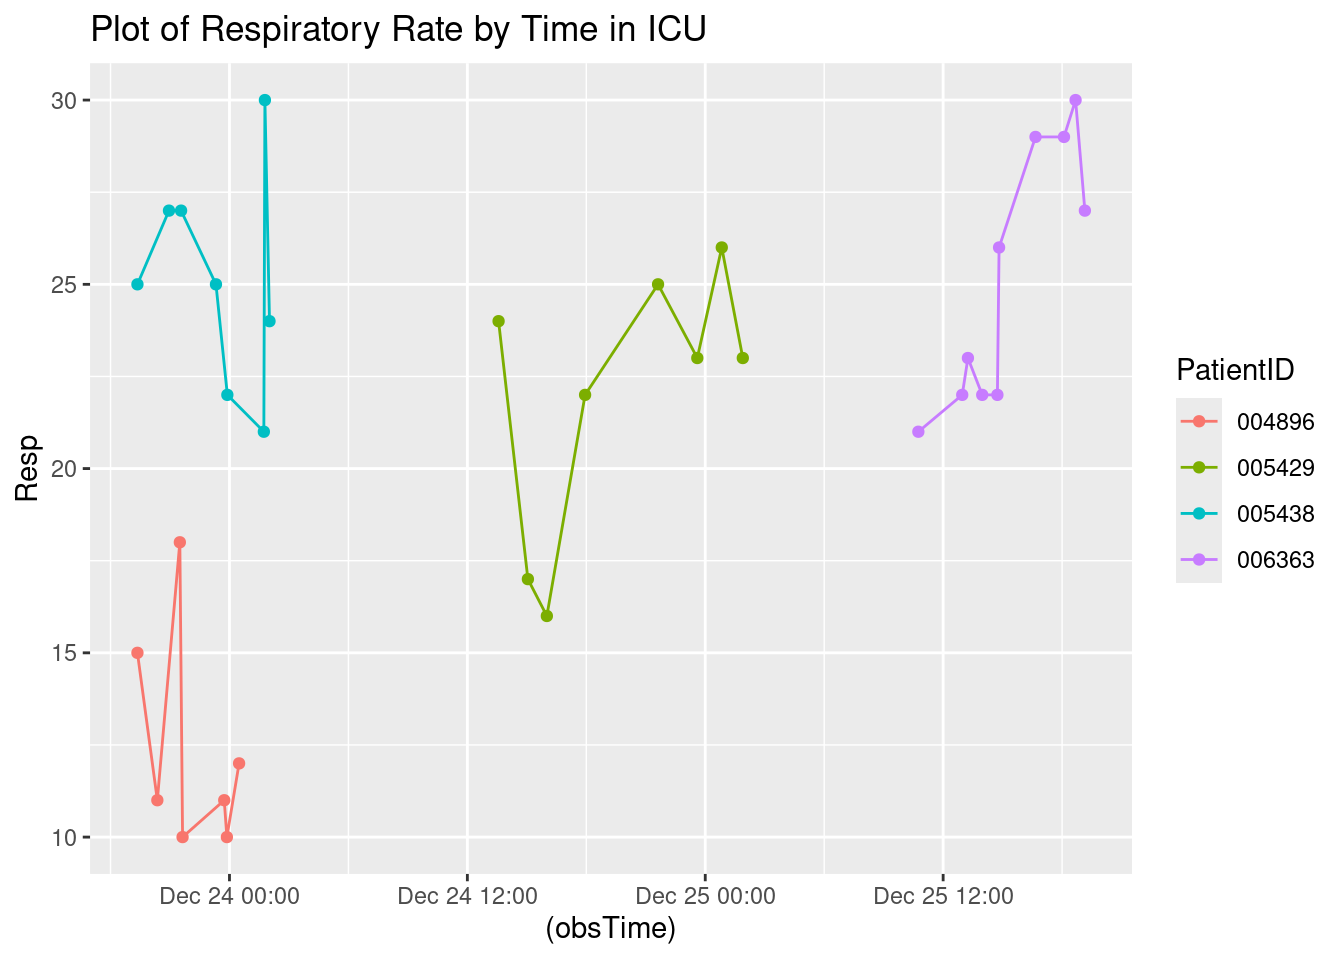 Plot of Respiratory Rate by Time in ICU
30
25
20
15
10
Resp
Dec 24 00:00
Dec 24 12:00
Dec 25 00:00
Dec 25 12:00
(obsTime)
PatientID
004896
005429
005438
006363